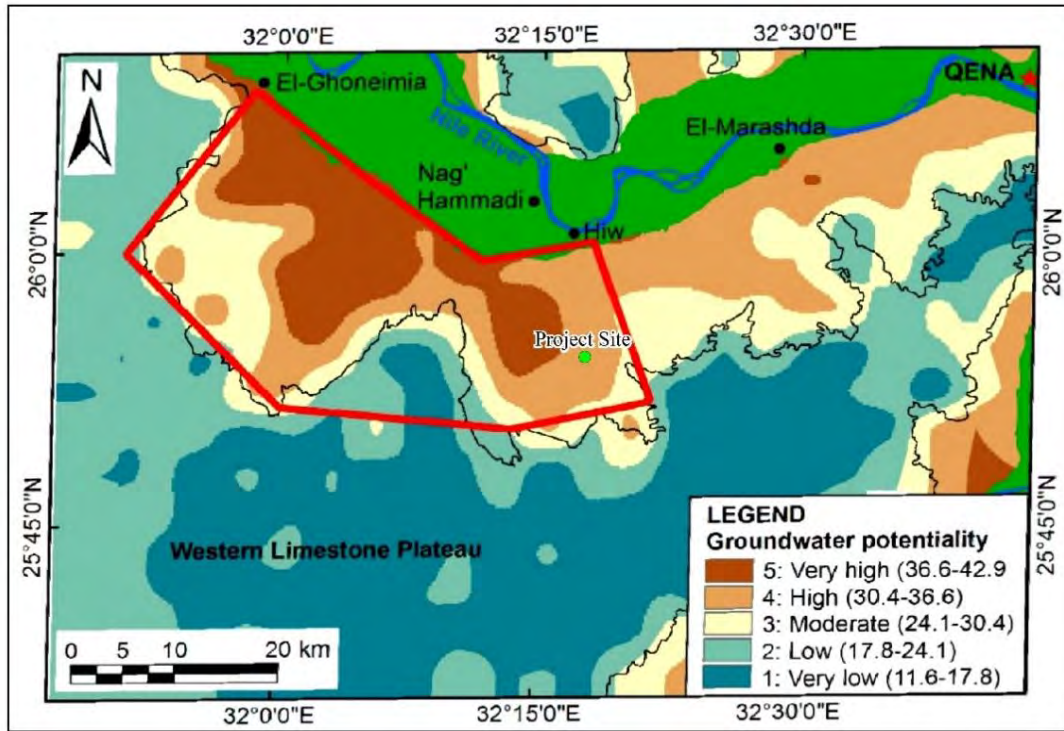 32°0'0"E
32°15'0"E
32°30'0"E
N
El-Ghoneimia
QENA
Nile River
El-Marashda
Nag'
Hammadi
Hiw
26°0'0"N
26°0'0"N
Project Site
25°45'0"N
25°45'0"N
Western Limestone Plateau
LEGEND
Groundwater potentiality
5: Very high (36.6-42.9
4: High (30.4-36.6)
3: Moderate (24.1-30.4)
2: Low (17.8-24.1)
1: Very low (11.6-17.8)
0 5 10 20 km
32°0'0"E
32°15'0"E
32°30'0"E